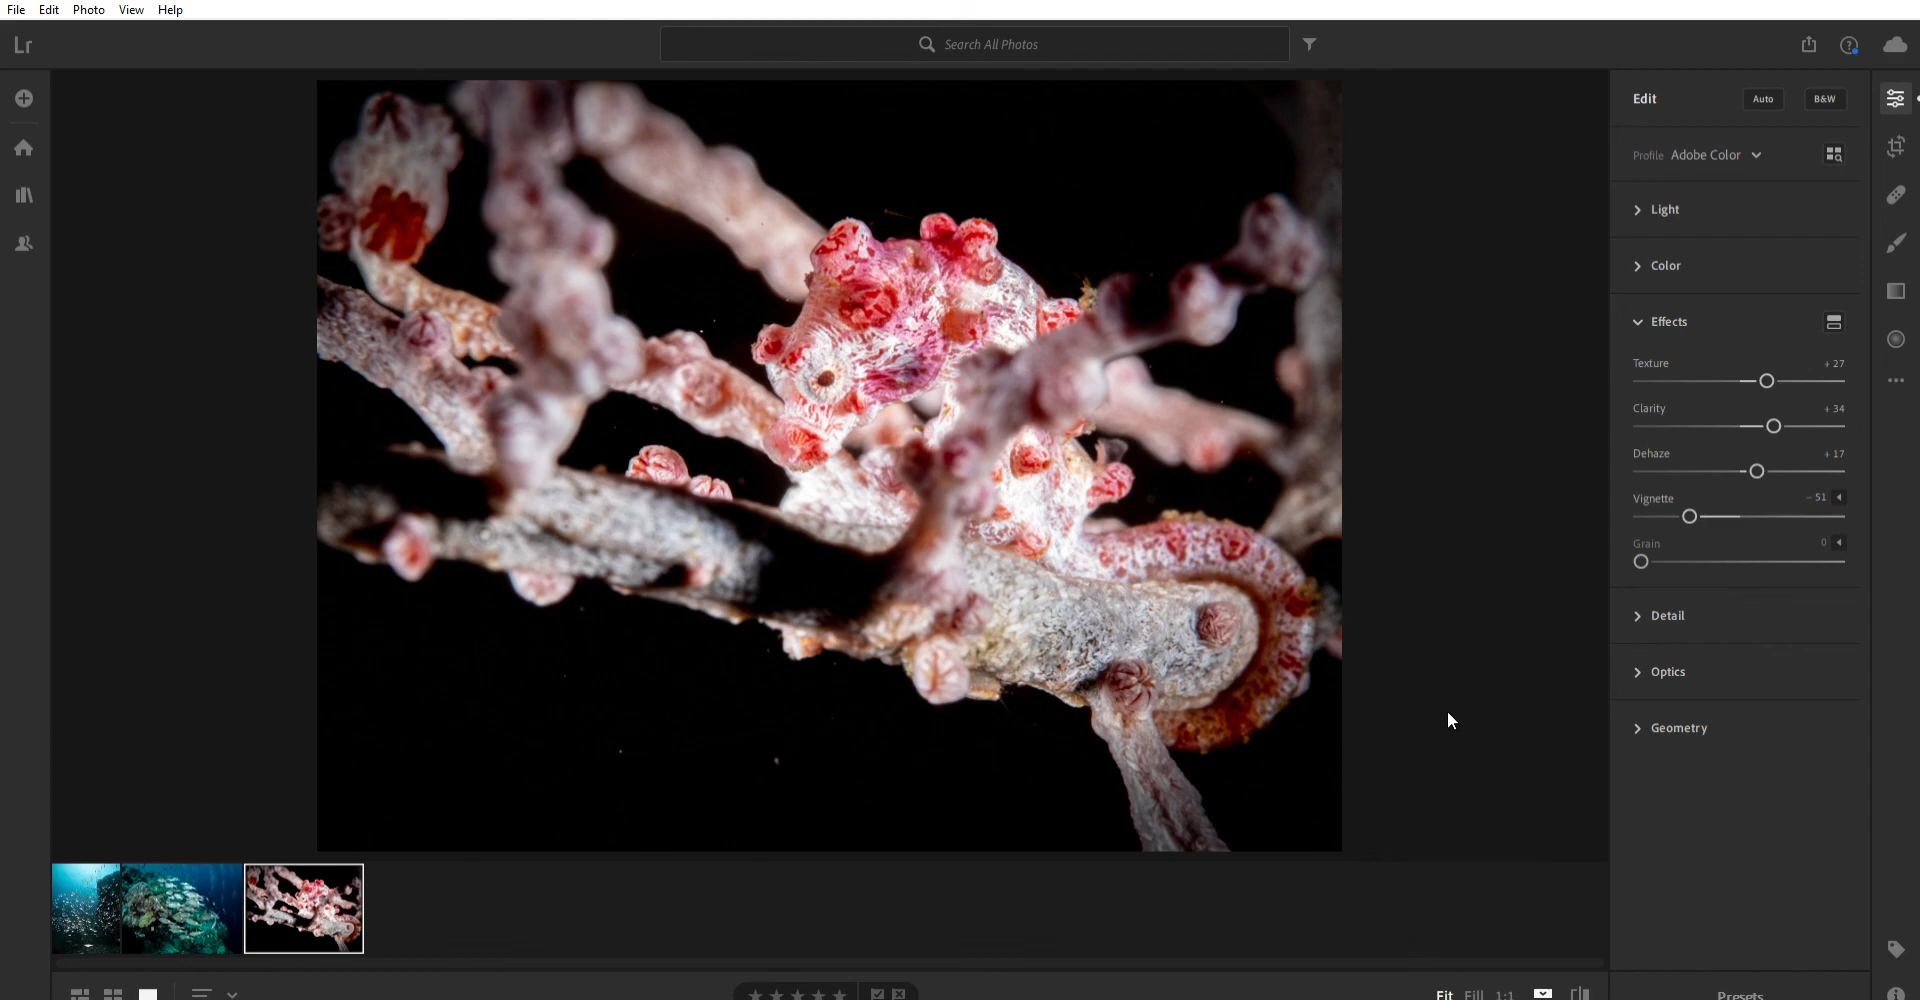 File Edit Photo View Help
Lr
Search All Photos
Edit Auto B&W
Profile Adobe Color
Light
Color
Effects
Texture + 27
Clarity + 34
Dehaze + 17
Vignette − 51
Grain 0
Detail
Optics
Geometry
Fit Fill 1:1
Presets